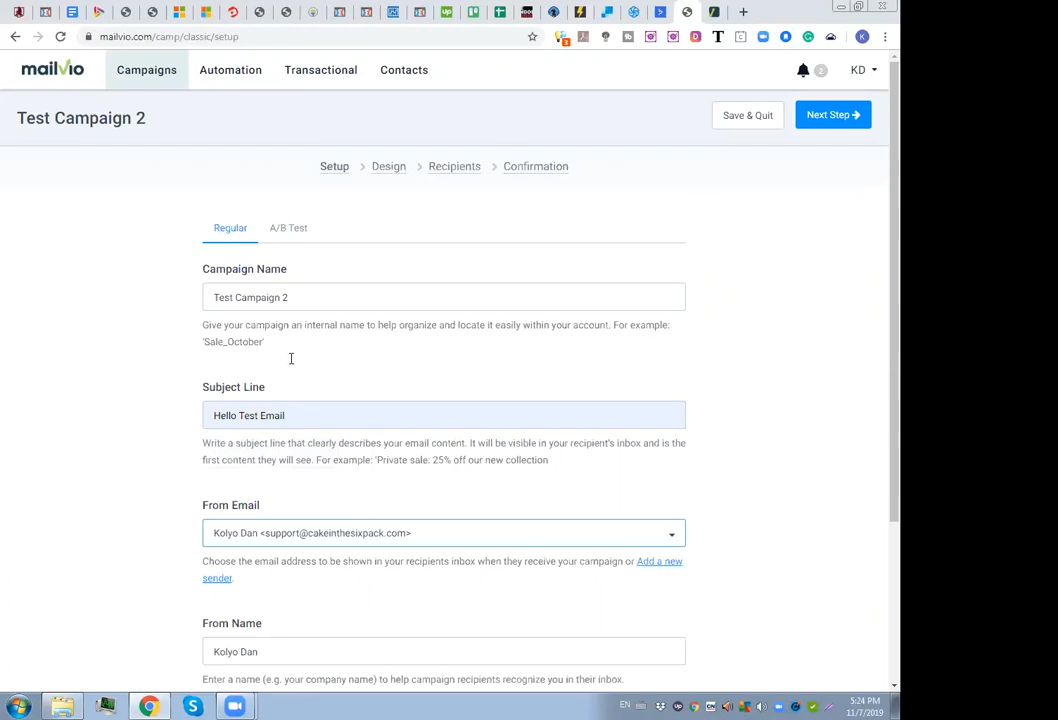 mailvio.com/camp/classic/setup
3
K
mailvio
Campaigns
Automation
Transactional
Contacts
2
KD
Test Campaign 2
Save & Quit
Next Step
Setup
Design
Recipients
Confirmation
Regular
A/B Test
Campaign Name
Test Campaign 2
Give your campaign an internal name to help organize and locate it easily within your account. For example:
'Sale_October'
Subject Line
Hello Test Email
Write a subject line that clearly describes your email content. It will be visible in your recipient's inbox and is the
first content they will see. For example: 'Private sale: 25% off our new collection
From Email
Kolyo Dan <support@cakeinthesixpack.com>
Choose the email address to be shown in your recipients inbox when they receive your campaign or Add a new
sender.
From Name
Kolyo Dan
Enter a name (e.g. your company name) to help campaign recipients recognize you in their inbox.
EN
5:24 PM
11/7/2019